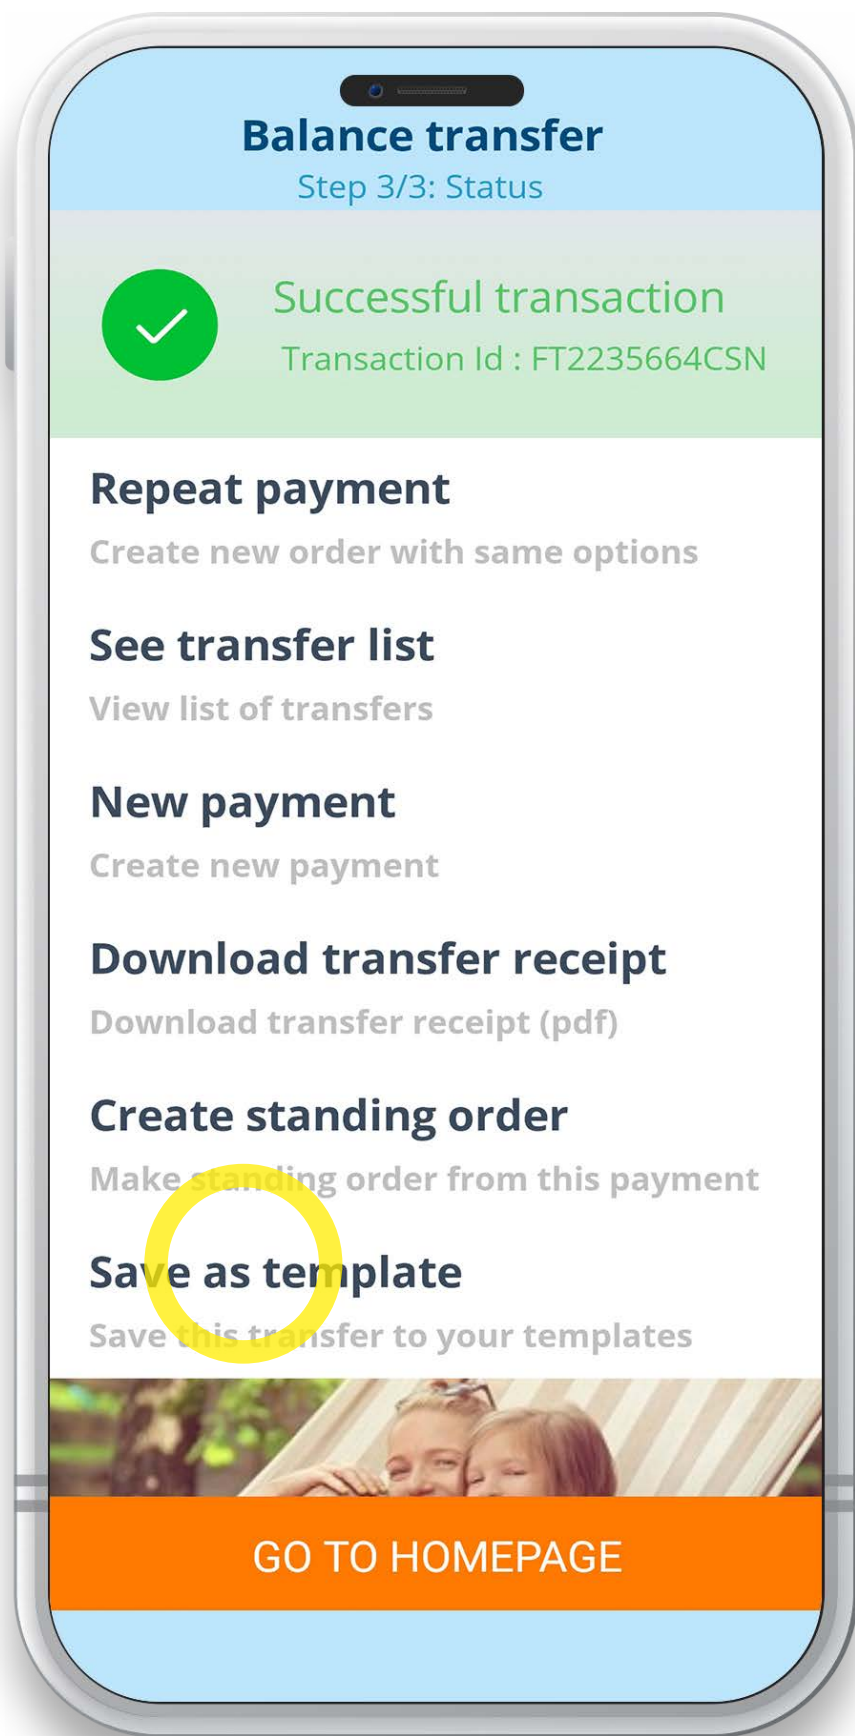 Balance transfer
Step 3/3: Status
Successful transaction
Transaction Id : FT2235664CSN
Repeat payment
Create new order with same options
See transfer list
View list of transfers
New payment
Create new payment
Download transfer receipt
Download transfer receipt (pdf)
Create standing order
Make standing order from this payment
Save as template
Save this transfer to your templates
GO TO HOMEPAGE